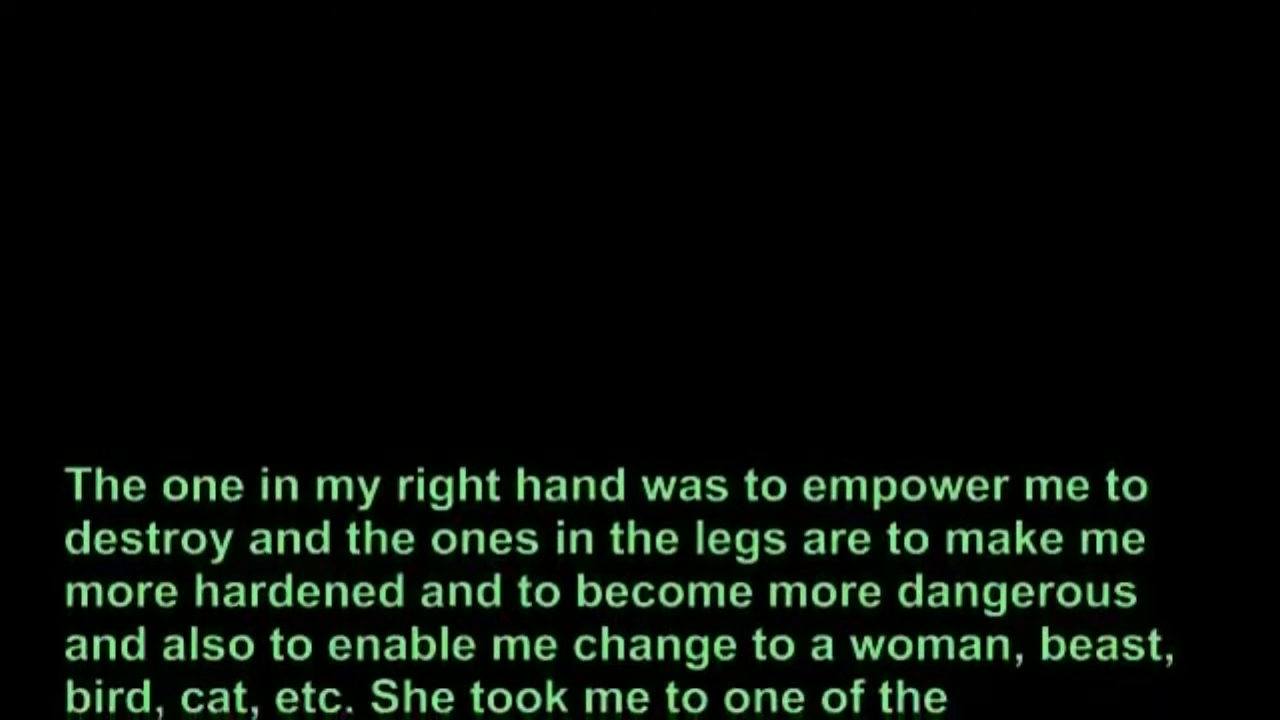 The one in my right hand was to empower me to
destroy and the ones in the legs are to make me
more hardened and to become more dangerous
and also to enable me change to a woman, beast,
bird, cat, etc. She took me to one of the